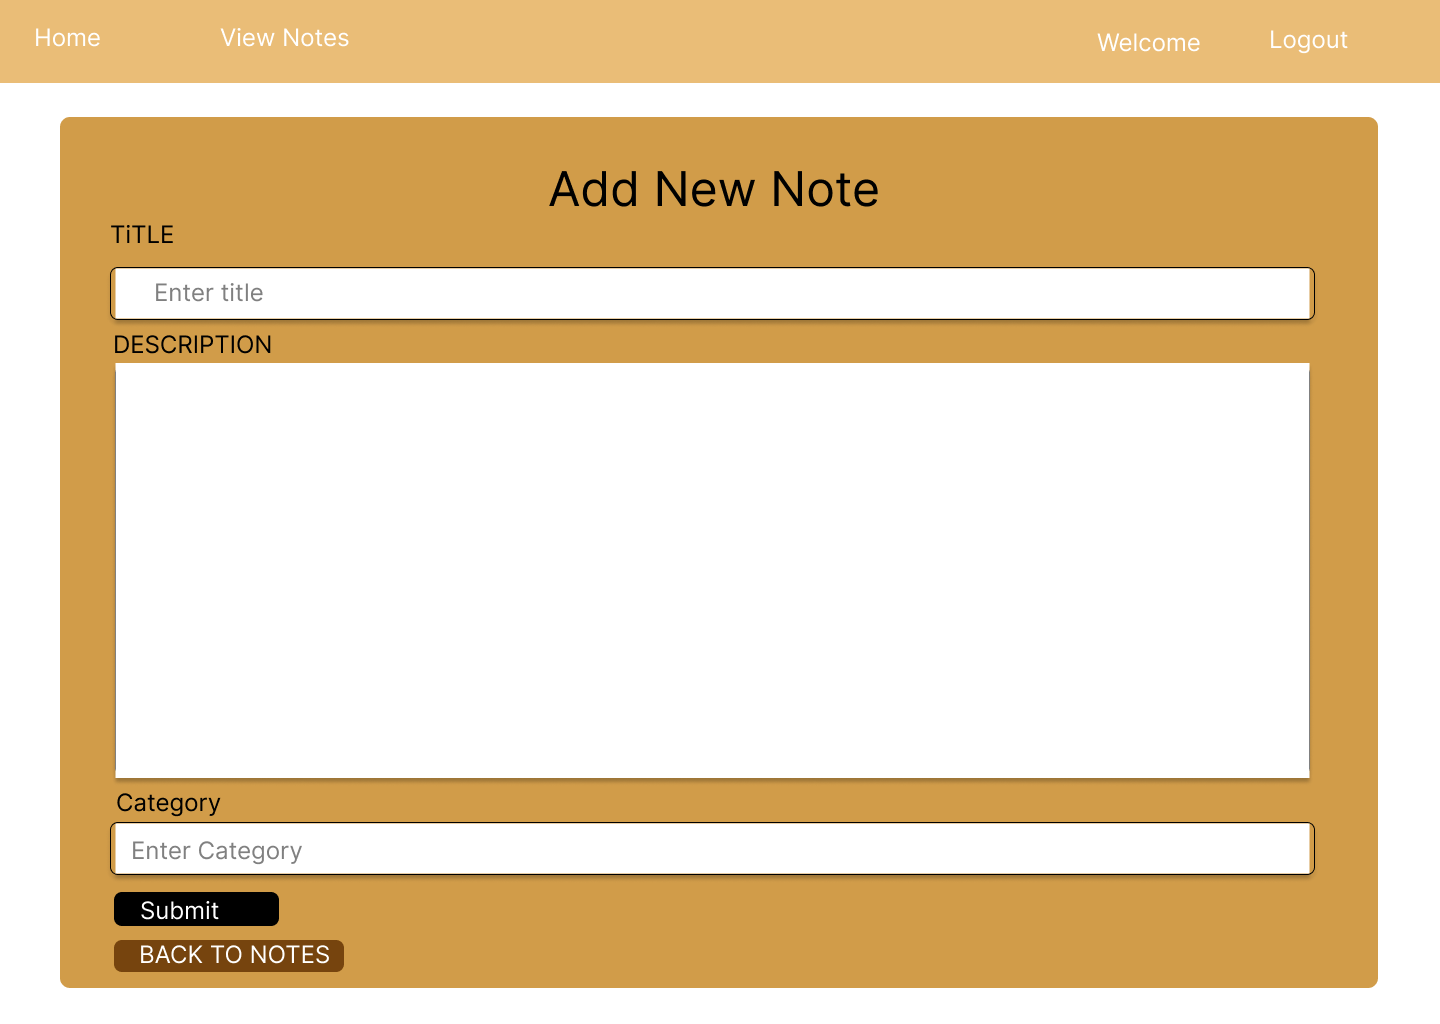 Home View Notes Welcome Logout
Add New Note
TiTLE
Enter title
DESCRIPTION
Category
Enter Category
Submit
BACK TO NOTES